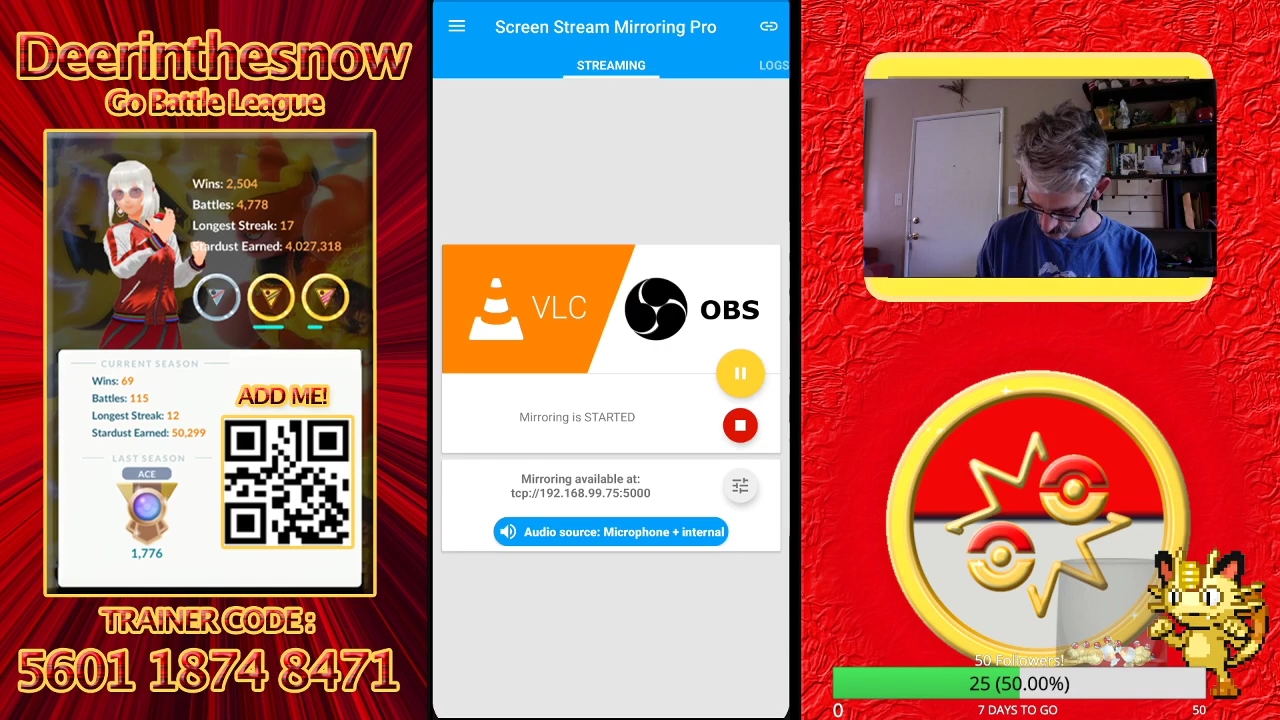 Deerinthesnow
Go Battle League
Wins: 2,504
Battles: 4,778
Longest Streak: 17
Stardust Earned: 4,027,318
CURRENT SEASON
Wins: 69
Battles: 115
Longest Streak: 12
Stardust Earned: 50,299
LAST SEASON
ACE
1,776
ADD ME!
TRAINER CODE:
5601 1874 8471
Screen Stream Mirroring Pro
STREAMING
LOGS
VLC
OBS
Mirroring is STARTED
Mirroring available at:
tcp://192.168.99.75:5000
Audio source: Microphone + internal
50 Followers!
25 (50.00%)
0
7 DAYS TO GO
50